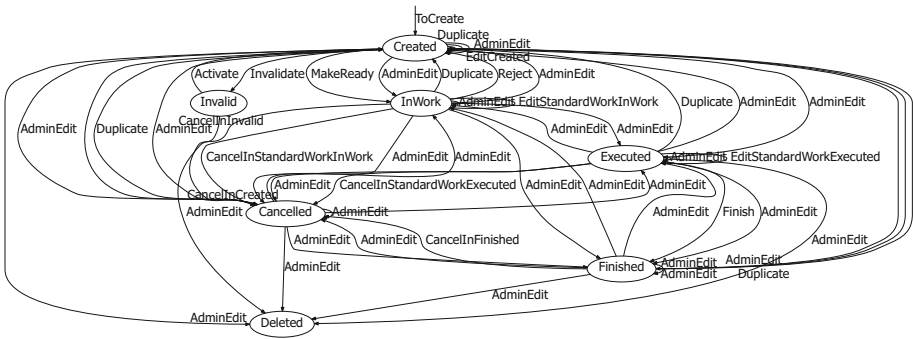 ToCreate
Duplicate
Created
AdminEdit
EditCreated
Activate
Invalidate
MakeReady
AdminEdit
Duplicate
Reject
AdminEdit
Invalid
InWork
AdminEdit
EditStandardWorkInWork
Duplicate
AdminEdit
AdminEdit
CancelInInvalid
AdminEdit
Duplicate
AdminEdit
AdminEdit
AdminEdit
CancelInStandardWorkInWork
AdminEdit
AdminEdit
Executed
AdminEdit
EditStandardWorkExecuted
CancelInCreated
AdminEdit
CancelInStandardWorkExecuted
AdminEdit
AdminEdit
AdminEdit
AdminEdit
Cancelled
AdminEdit
AdminEdit
Finish
AdminEdit
AdminEdit
AdminEdit
CancelInFinished
AdminEdit
AdminEdit
Finished
AdminEdit
AdminEdit
AdminEdit
AdminEdit
Duplicate
AdminEdit
AdminEdit
Deleted